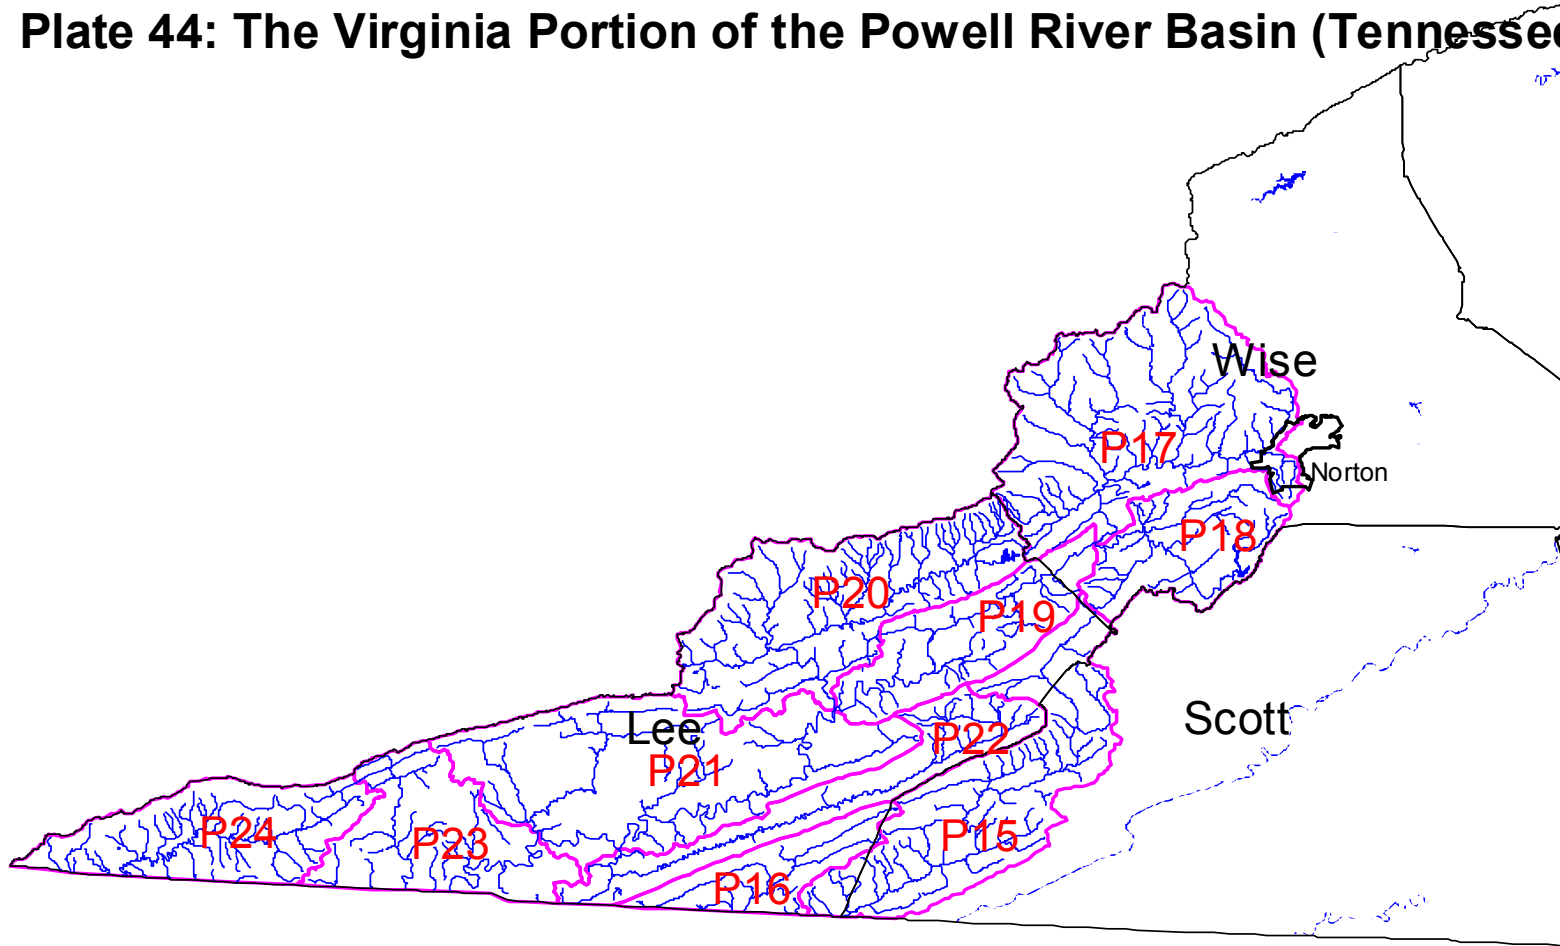 Plate 44: The Virginia Portion of the Powell River Basin (Tennessee
Wise
P17
Norton
P18
P20
P19
Scott
Lee
P22
P21
P24
P23
P15
P16